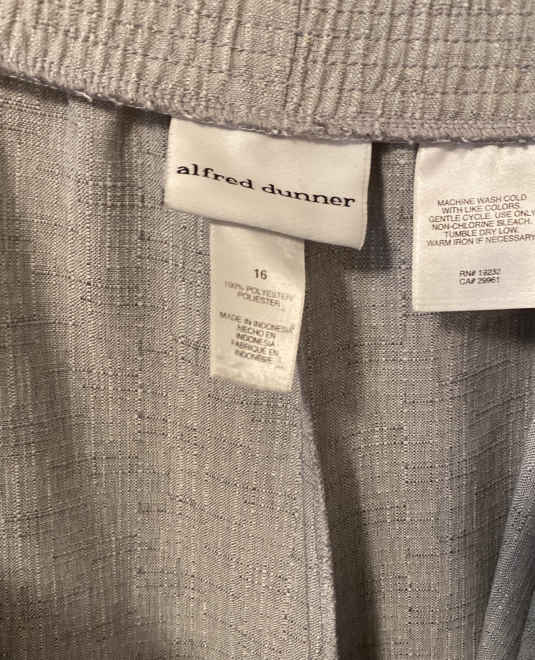 alfred dunner
16
100% POLYESTER/
POLIESTER
MADE IN INDONESIA
HECHO EN
INDONESIA
FABRIQUE EN
INDONESIE
MACHINE WASH COLD
WITH LIKE COLORS.
GENTLE CYCLE. USE ONLY
NON-CHLORINE BLEACH.
TUMBLE DRY LOW.
WARM IRON IF NECESSARY
RN# 19232
CA# 29961